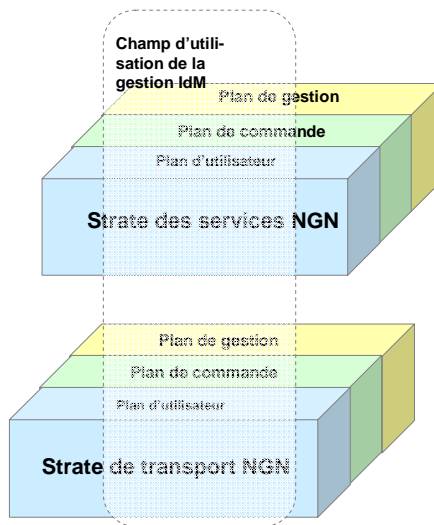 Champ d'utili-
sation de la
gestion IdM
Plan de gestion
Plan de commande
Plan d'utilisateur
Strate des services NGN
Plan de gestion
Plan de commande
Plan d'utilisateur
Strate de transport NGN